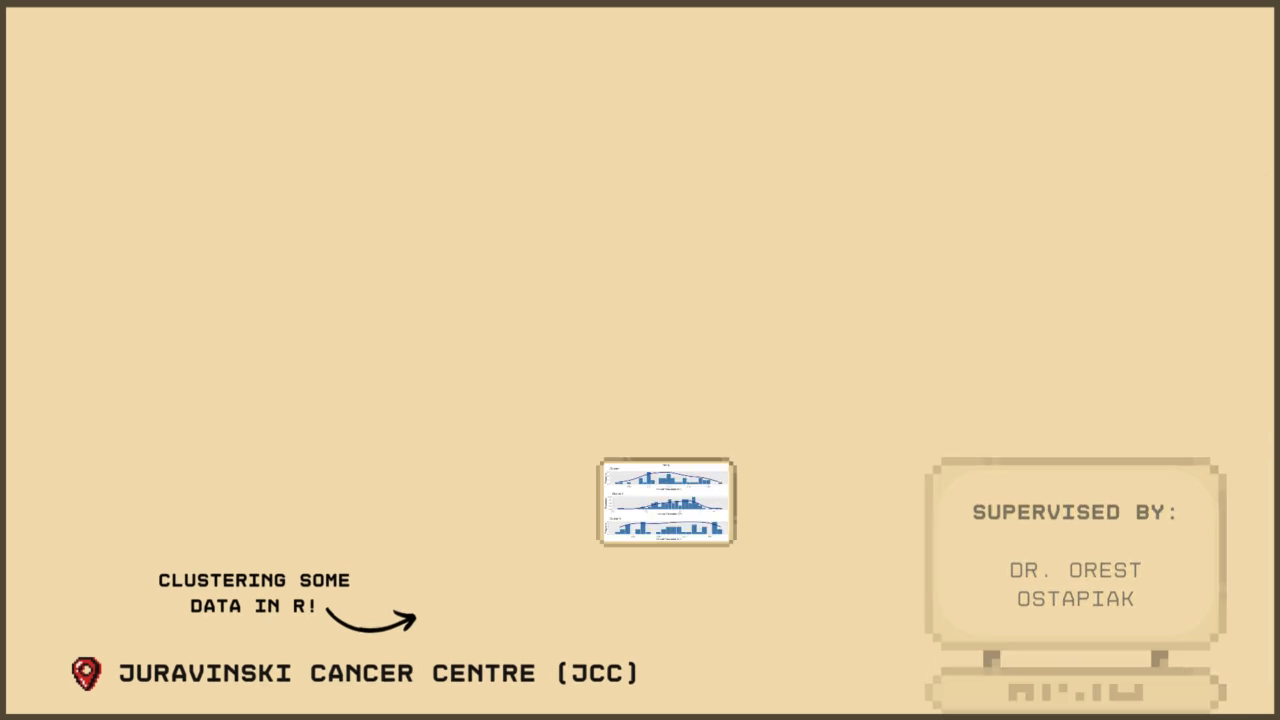 CLUSTERING SOME
DATA IN R!
JURAVINSKI CANCER CENTRE (JCC)
SUPERVISED BY:
DR. OREST
OSTAPIAK